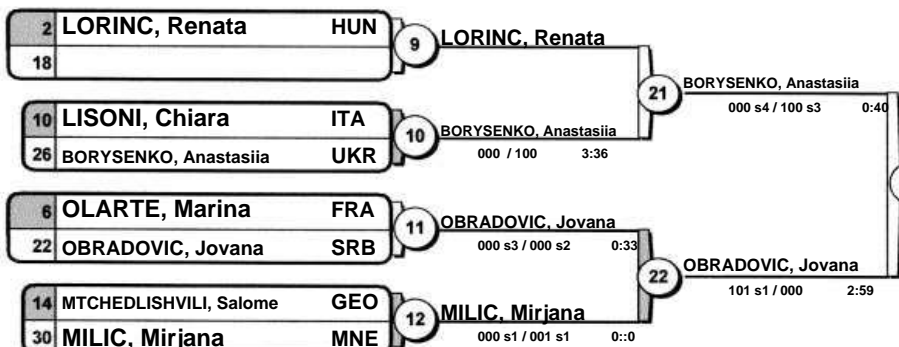 2 LORINC, Renata HUN
18
9
LORINC, Renata
10 LISONI, Chiara ITA
26 BORYSENKO, Anastasiia UKR
10
BORYSENKO, Anastasiia
000 / 100 3:36
21
BORYSENKO, Anastasiia
000 s4 / 100 s3 0:40
6 OLARTE, Marina FRA
22 OBRADOVIC, Jovana SRB
11
OBRADOVIC, Jovana
000 s3 / 000 s2 0:33
14 MTCHEDLISHVILI, Salome GEO
30 MILIC, Mirjana MNE
12
MILIC, Mirjana
000 s1 / 001 s1 0::0
22
OBRADOVIC, Jovana
101 s1 / 000 2:59